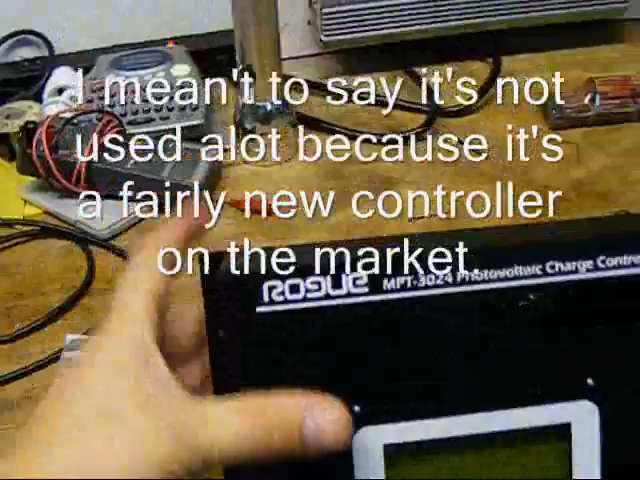 I mean't to say it's not
used alot because it's
a fairly new controller
on the market.
ROGUE MPT-3024 Photovoltaic Charge Contro